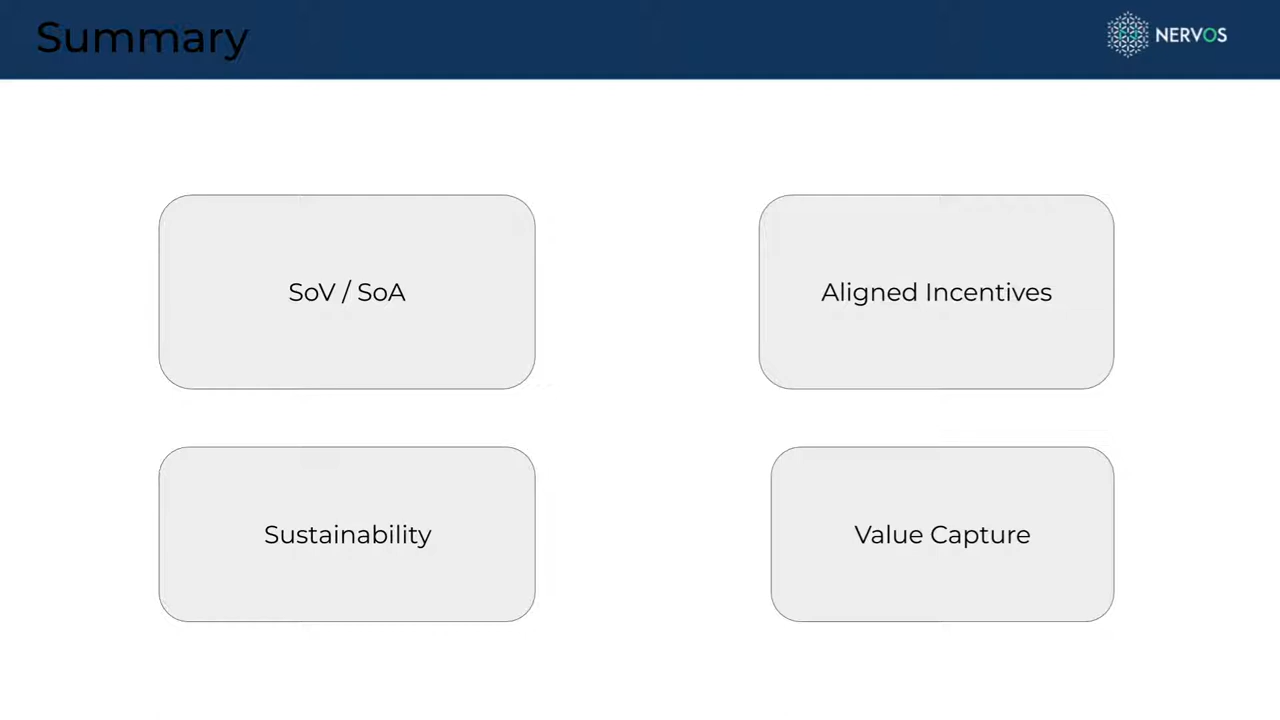 Summary
NERVOS
SoV / SoA
Aligned Incentives
Sustainability
Value Capture